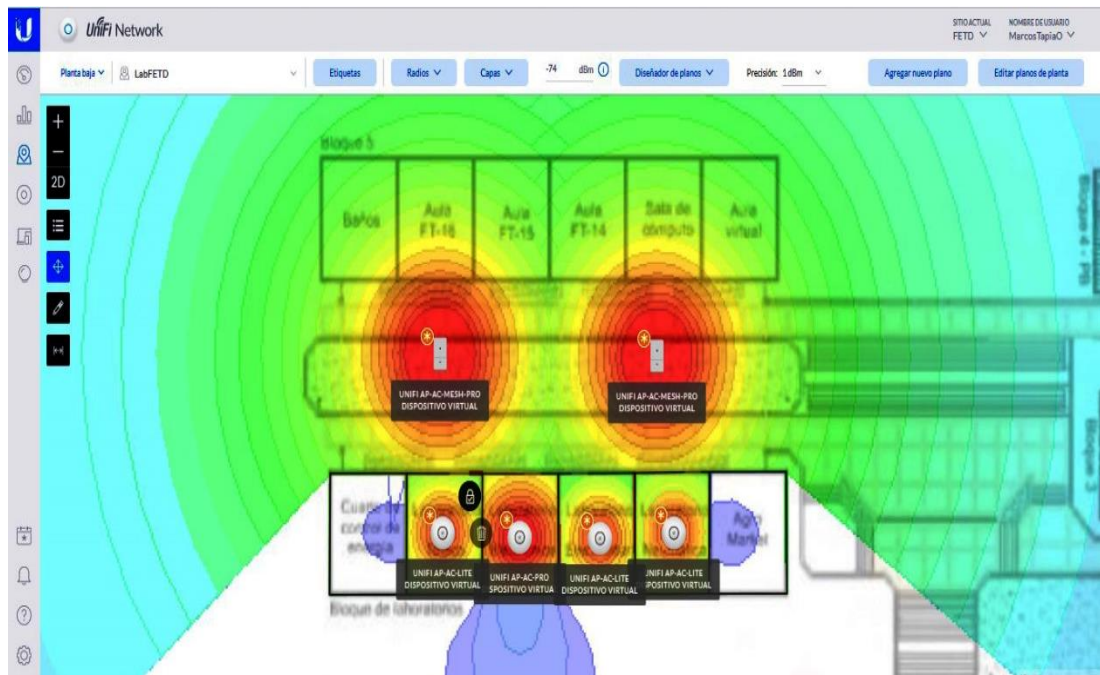 UniFi Network
SITIO ACTUAL
FETD
NOMBRE DE USUARIO
MarcosTapiaO
Planta baja
LabFETD
Etiquetas
Radios
Capas
-74 dBm
Diseñador de planos
Precisión: 1 dBm
Agregar nuevo plano
Editar planos de planta
2D
Bloque 5
Baños
Aula
FT-16
Aula
FT-15
Aula
FT-14
Sala de
cómputo
Aula
virtual
Bloque 4 - PB
Bloque 3
UNIFI AP-AC-MESH-PRO
DISPOSITIVO VIRTUAL
UNIFI AP-AC-MESH-PRO
DISPOSITIVO VIRTUAL
control de
energía
Agro
Market
UNIFI AP-AC-LITE
DISPOSITIVO VIRTUAL
UNIFI AP-AC-PRO
SPOSITIVO VIRTUA
UNIFI AP-AC-LITE
DISPOSITIVO VIRTUAL
UNIFI AP-AC-LITE
SPOSITIVO VIRTUAL
Bloque de laboratorios